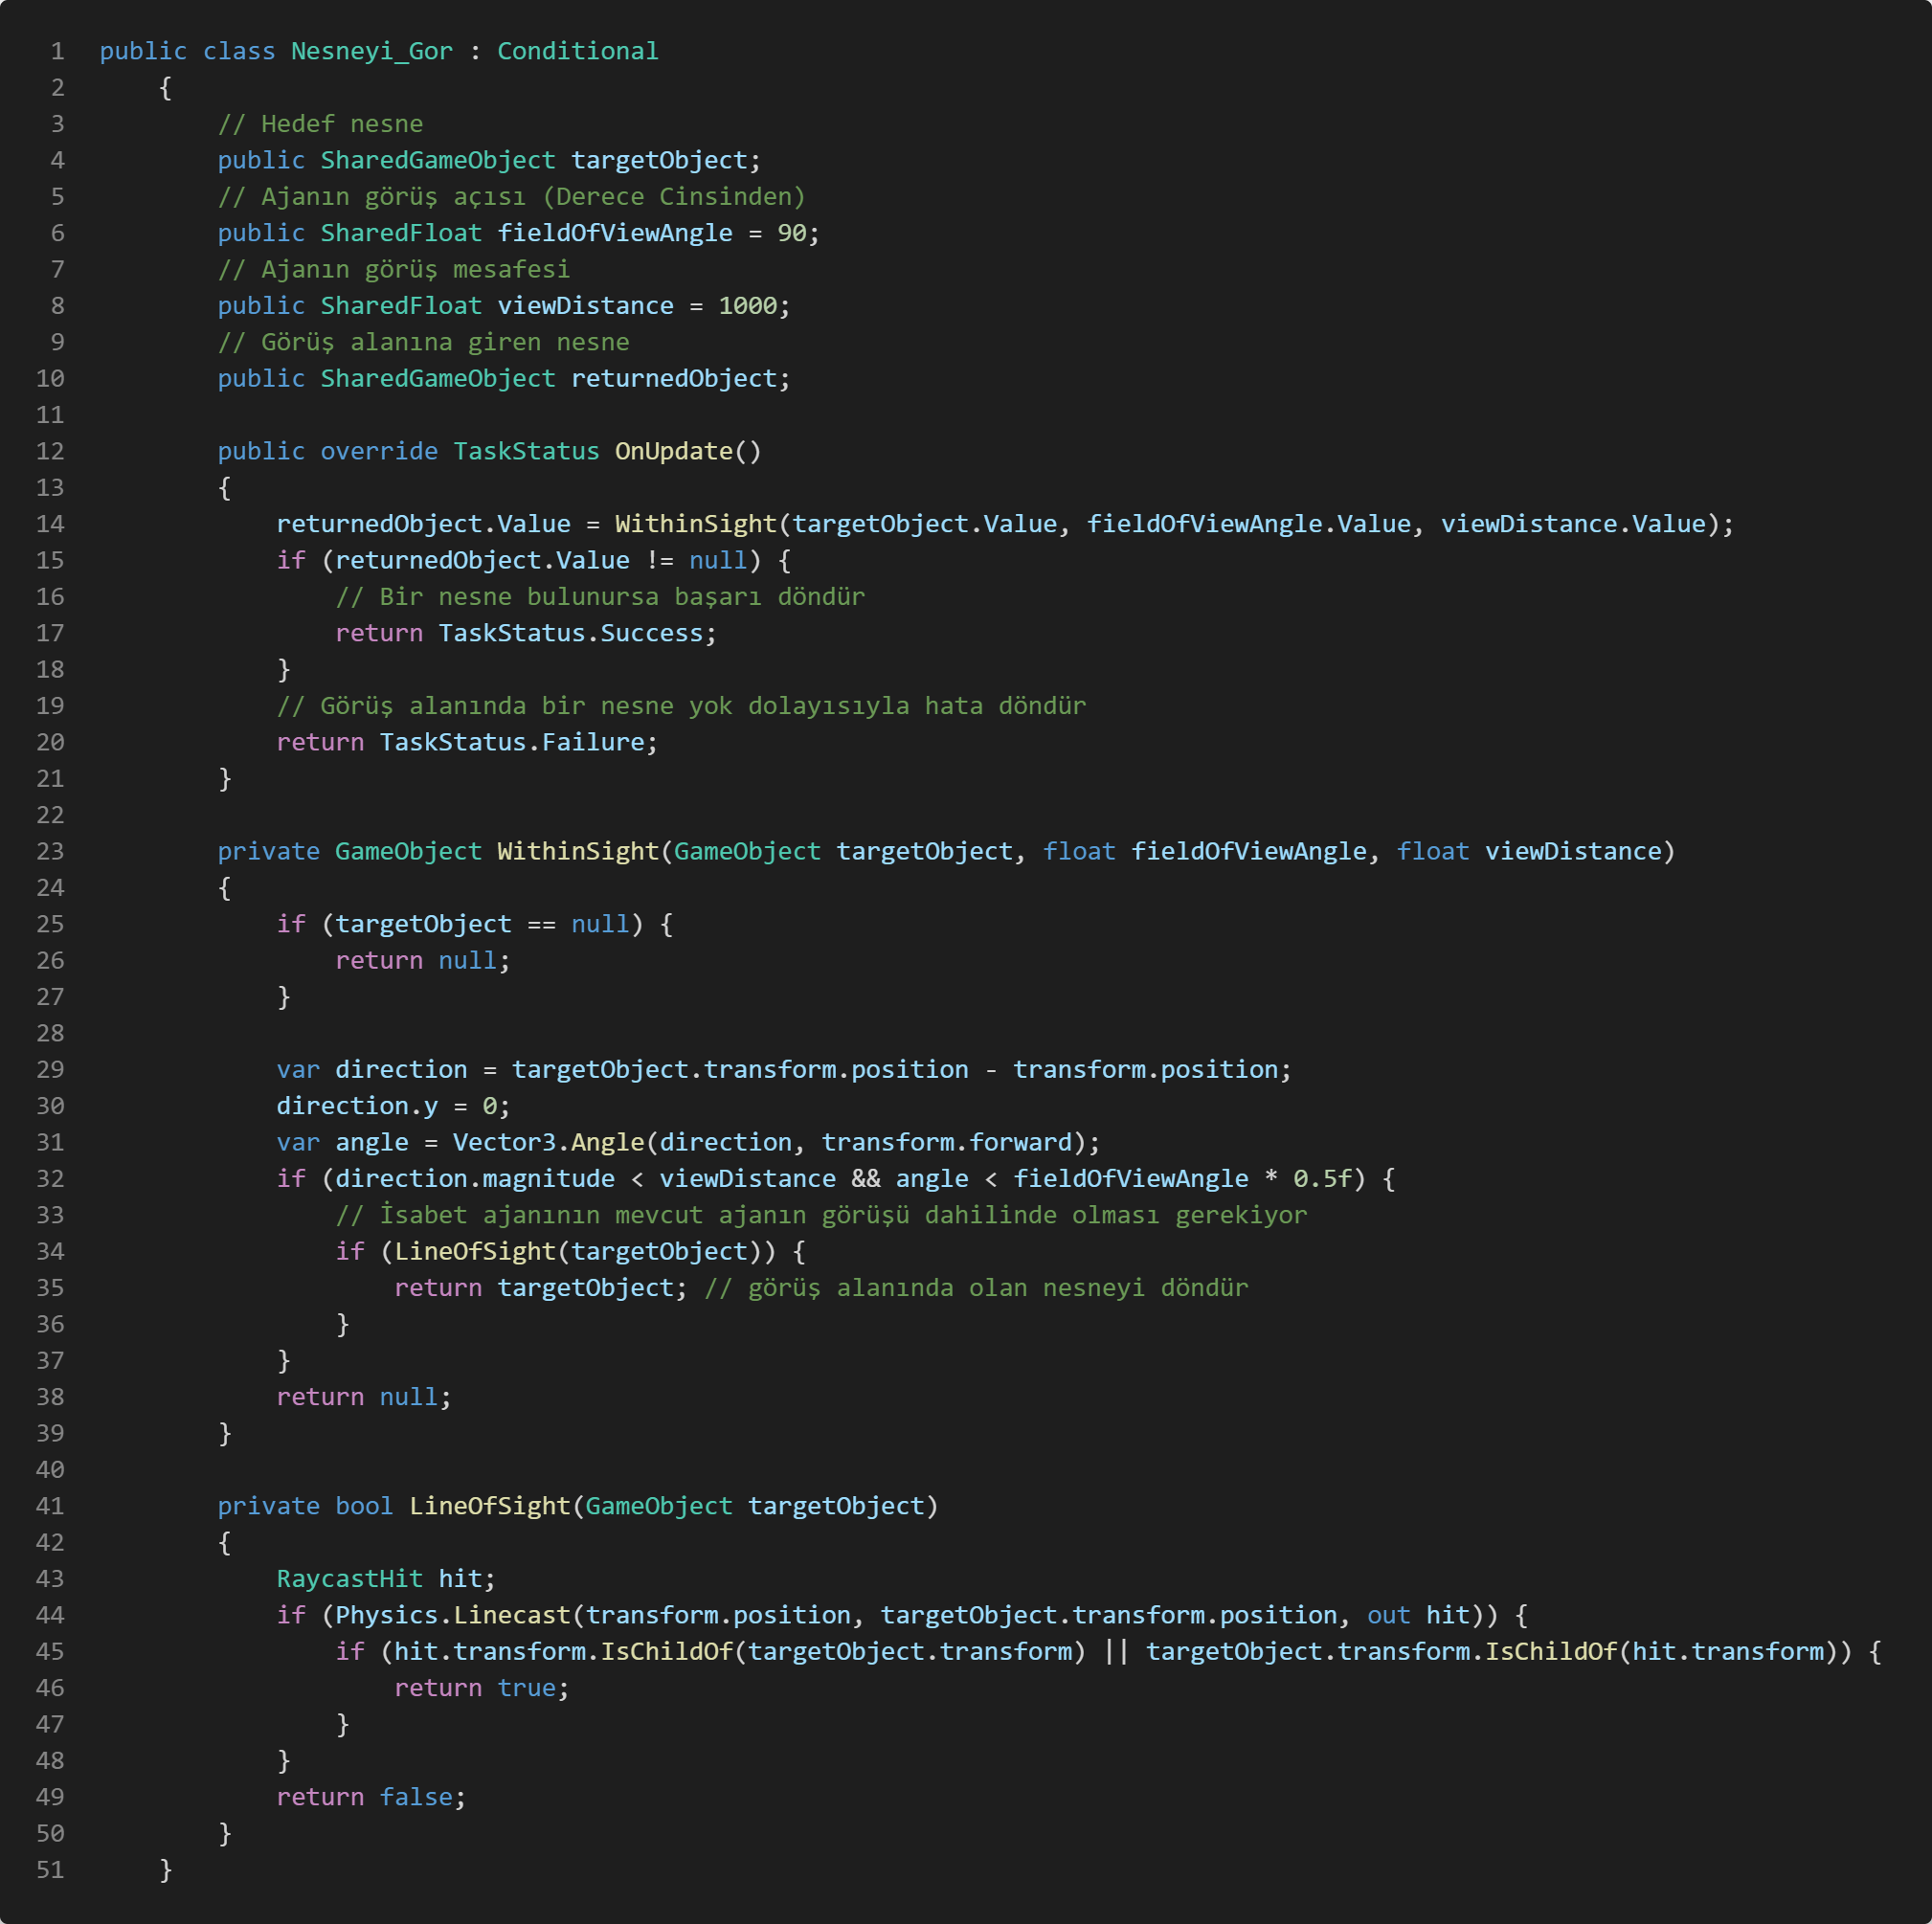 1 public class Nesneyi_Gor : Conditional
2     {
3         // Hedef nesne
4         public SharedGameObject targetObject;
5         // Ajanın görüş açısı (Derece Cinsinden)
6         public SharedFloat fieldOfViewAngle = 90;
7         // Ajanın görüş mesafesi
8         public SharedFloat viewDistance = 1000;
9         // Görüş alanına giren nesne
10         public SharedGameObject returnedObject;
11
12         public override TaskStatus OnUpdate()
13         {
14             returnedObject.Value = WithinSight(targetObject.Value, fieldOfViewAngle.Value, viewDistance.Value);
15             if (returnedObject.Value != null) {
16                 // Bir nesne bulunursa başarı döndür
17                 return TaskStatus.Success;
18             }
19             // Görüş alanında bir nesne yok dolayısıyla hata döndür
20             return TaskStatus.Failure;
21         }
22
23         private GameObject WithinSight(GameObject targetObject, float fieldOfViewAngle, float viewDistance)
24         {
25             if (targetObject == null) {
26                 return null;
27             }
28
29             var direction = targetObject.transform.position - transform.position;
30             direction.y = 0;
31             var angle = Vector3.Angle(direction, transform.forward);
32             if (direction.magnitude < viewDistance && angle < fieldOfViewAngle * 0.5f) {
33                 // İsabet ajanının mevcut ajanın görüşü dahilinde olması gerekiyor
34                 if (LineOfSight(targetObject)) {
35                     return targetObject; // görüş alanında olan nesneyi döndür
36                 }
37             }
38             return null;
39         }
40
41         private bool LineOfSight(GameObject targetObject)
42         {
43             RaycastHit hit;
44             if (Physics.Linecast(transform.position, targetObject.transform.position, out hit)) {
45                 if (hit.transform.IsChildOf(targetObject.transform) || targetObject.transform.IsChildOf(hit.transform)) {
46                     return true;
47                 }
48             }
49             return false;
50         }
51     }